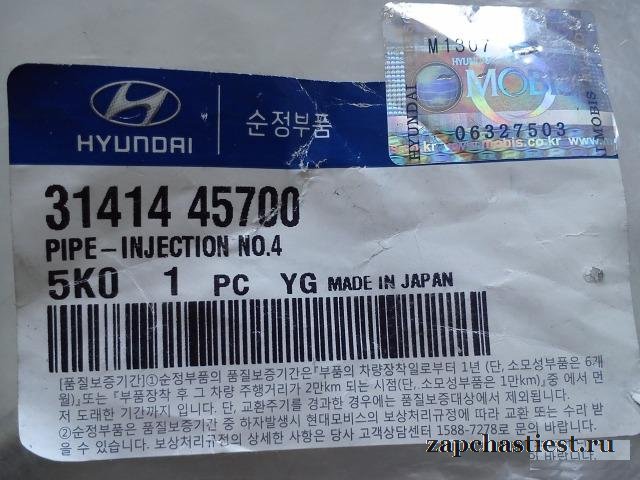 M1307
HYUNDAI
MOBIS
HYUNDAI
MOBIS
06327503
HYUNDAI
순정부품
31414 45700
PIPE-INJECTION NO.4
5K0 1 PC YG MADE IN JAPAN
[품질보증기간]①순정부품의 품질보증기간은『부품의 차량장착일로부터 1년 (단, 소모성부품은 6개
월)』또는 『부품장착 후 그 차량 주행거리가 2만km 되는 시점(단, 소모성부품은 1만km)』중 에서 먼
저 도래한 기간까지 입니다. 단, 교환주기를 경과한 경우에는 품질보증대상에서 제외됩니다.
②순정부품은 품질보증기간 중 하자발생시 현대모비스의 보상처리규정에 따라 교환 또는 수리 받
을 수 있습니다. 보상처리규정의 상세한 사항은 당사 고객상담센터 1588-7278로 문의 바랍니다.
바랍니다.
zapchastiest.ru